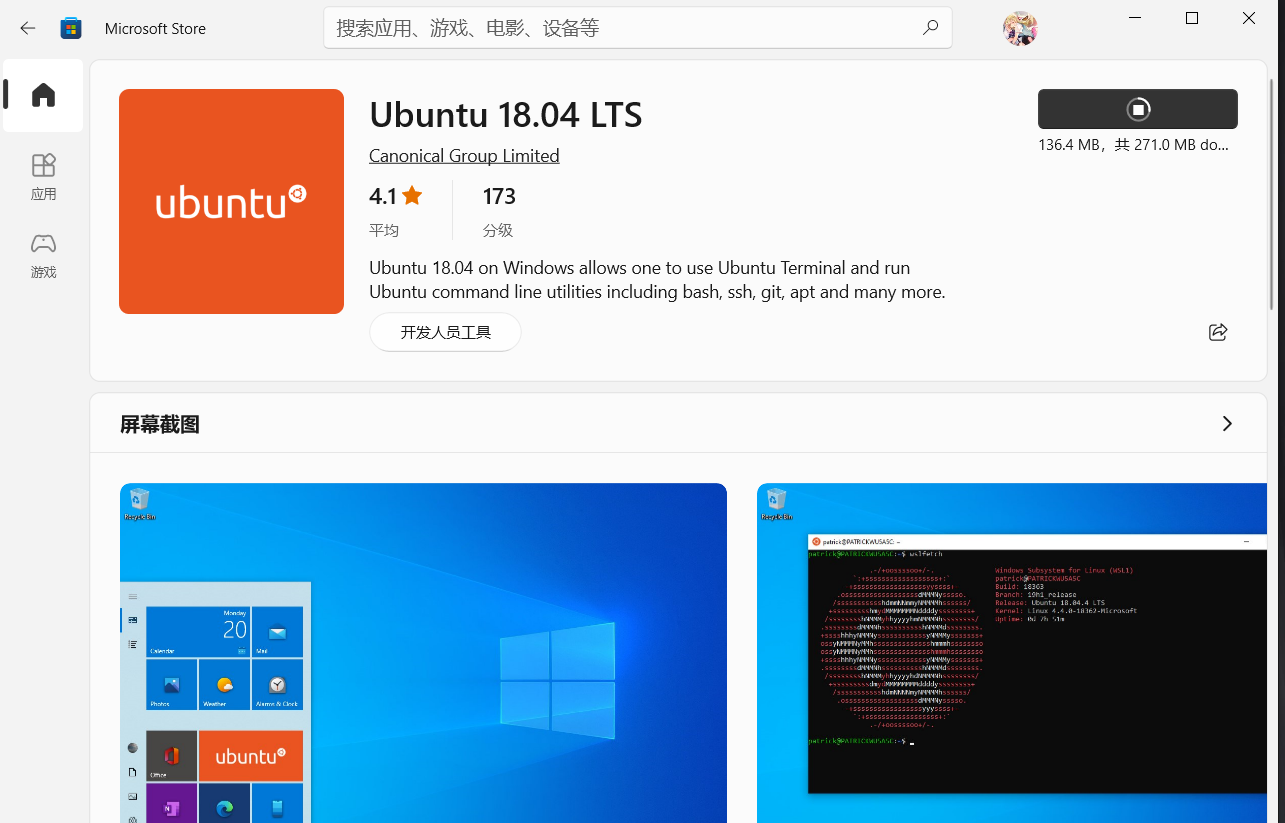 Microsoft Store
搜索应用、游戏、电影、设备等
应用
游戏
ubuntu
Ubuntu 18.04 LTS
Canonical Group Limited
4.1
173
平均
分级
Ubuntu 18.04 on Windows allows one to use Ubuntu Terminal and run
Ubuntu command line utilities including bash, ssh, git, apt and many more.
开发人员工具
136.4 MB，共 271.0 MB do...
屏幕截图
Recycle Bin
Monday
20
Calendar
Mail
Photos
Weather
Alarms & Clock
Office
ubuntu
Recycle Bin
patrick@PATRICKWUSASC: ~
patrick@PATRICKWUSASC:~$ wslfetch
Windows Subsystem for Linux (WSL1)
patrick@PATRICKWUSASC
Build: 18363
Branch: 19h1_release
Release: Ubuntu 18.04.4 LTS
Kernel: Linux 4.4.0-18362-Microsoft
Uptime: 0d 7h 51m
patrick@PATRICKWUSASC:~$